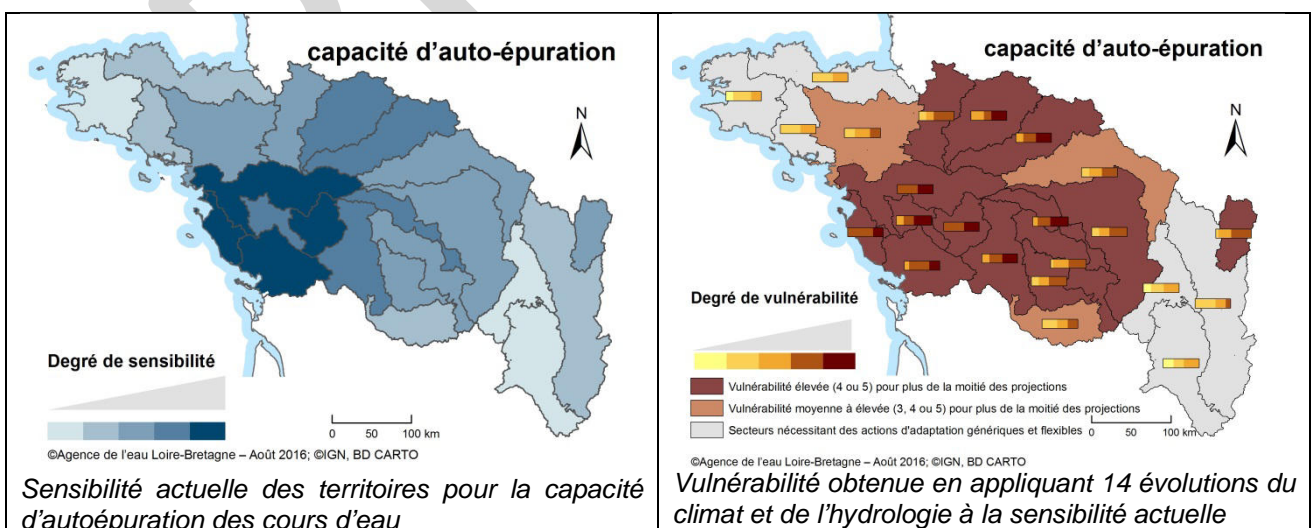 capacité d'auto-épuration
N
Degré de sensibilité
0 50 100 km
©Agence de l'eau Loire-Bretagne – Août 2016; ©IGN, BD CARTO
Sensibilité actuelle des territoires pour la capacité
d'autoépuration des cours d'eau
capacité d'auto-épuration
N
Degré de vulnérabilité
Vulnérabilité élevée (4 ou 5) pour plus de la moitié des projections
Vulnérabilité moyenne à élevée (3, 4 ou 5) pour plus de la moitié des projections
Secteurs nécessitant des actions d'adaptation génériques et flexibles
0 50 100 km
©Agence de l'eau Loire-Bretagne – Août 2016; ©IGN, BD CARTO
Vulnérabilité obtenue en appliquant 14 évolutions du
climat et de l'hydrologie à la sensibilité actuelle